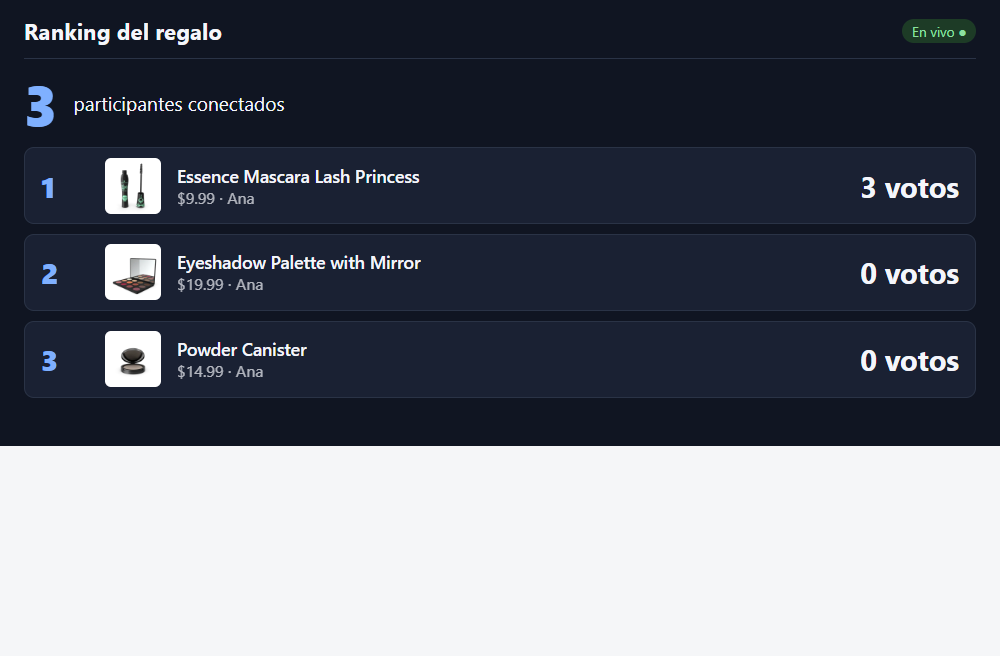 Ranking del regalo
En vivo ●
3 participantes conectados
1
Essence Mascara Lash Princess
$9.99 · Ana
3 votos
2
Eyeshadow Palette with Mirror
$19.99 · Ana
0 votos
3
Powder Canister
$14.99 · Ana
0 votos